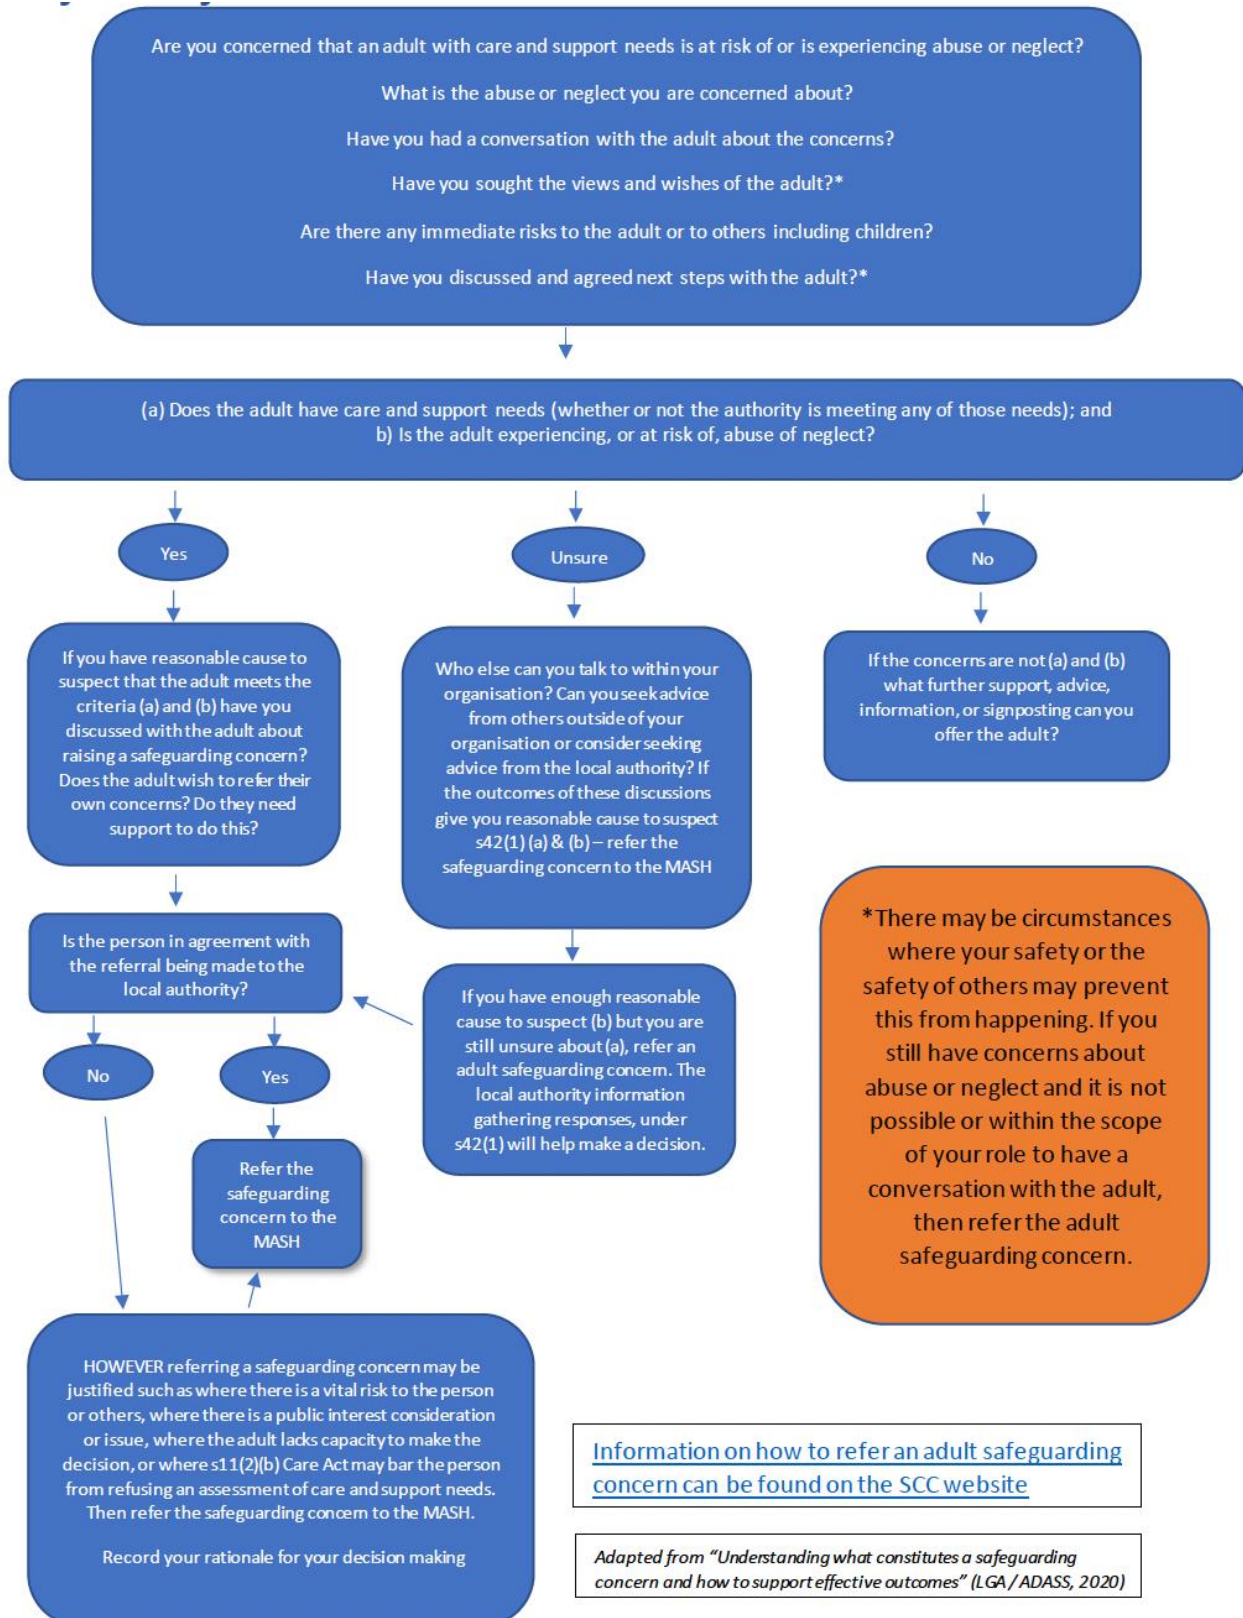 Are you concerned that an adult with care and support needs is at risk of or is experiencing abuse or neglect?
What is the abuse or neglect you are concerned about?
Have you had a conversation with the adult about the concerns?
Have you sought the views and wishes of the adult?*
Are there any immediate risks to the adult or to others including children?
Have you discussed and agreed next steps with the adult?*
(a) Does the adult have care and support needs (whether or not the authority is meeting any of those needs); and
b) Is the adult experiencing, or at risk of, abuse of neglect?
Yes
Unsure
No
If you have reasonable cause to
suspect that the adult meets the
criteria (a) and (b) have you
discussed with the adult about
raising a safeguarding concern?
Does the adult wish to refer their
own concerns? Do they need
support to do this?
Who else can you talk to within your
organisation? Can you seek advice
from others outside of your
organisation or consider seeking
advice from the local authority? If
the outcomes of these discussions
give you reasonable cause to suspect
s42(1) (a) & (b) – refer the
safeguarding concern to the MASH
If the concerns are not (a) and (b)
what further support, advice,
information, or signposting can you
offer the adult?
Is the person in agreement with
the referral being made to the
local authority?
If you have enough reasonable
cause to suspect (b) but you are
still unsure about (a), refer an
adult safeguarding concern. The
local authority information
gathering responses, under
s42(1) will help make a decision.
No
Yes
Refer the
safeguarding
concern to the
MASH
*There may be circumstances
where your safety or the
safety of others may prevent
this from happening. If you
still have concerns about
abuse or neglect and it is not
possible or within the scope
of your role to have a
conversation with the adult,
then refer the adult
safeguarding concern.
HOWEVER referring a safeguarding concern may be
justified such as where there is a vital risk to the person
or others, where there is a public interest consideration
or issue, where the adult lacks capacity to make the
decision, or where s11(2)(b) Care Act may bar the person
from refusing an assessment of care and support needs.
Then refer the safeguarding concern to the MASH.
Record your rationale for your decision making
Information on how to refer an adult safeguarding
concern can be found on the SCC website
Adapted from “Understanding what constitutes a safeguarding
concern and how to support effective outcomes” (LGA / ADASS, 2020)